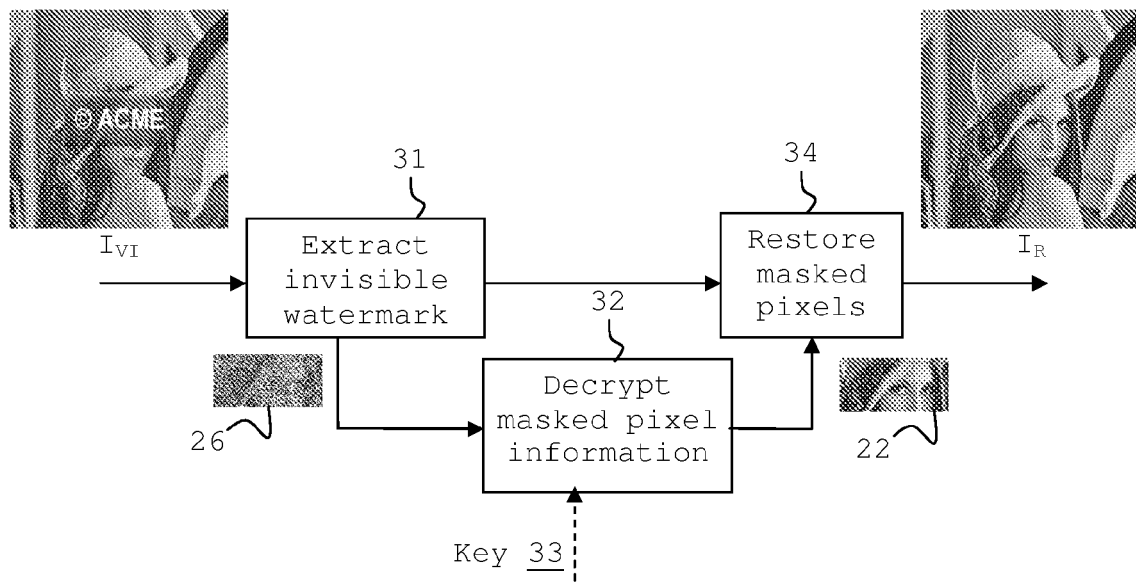 © ACME
I_VI
I_R
31
Extract
invisible
watermark
34
Restore
masked
pixels
32
Decrypt
masked pixel
information
26
22
Key 33